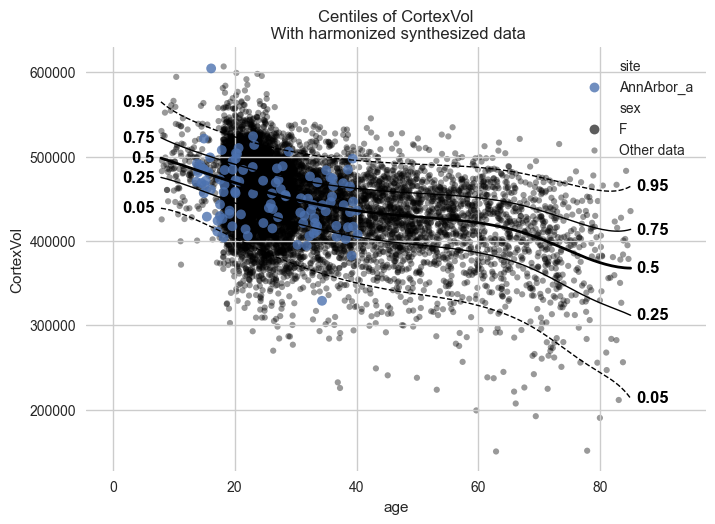 Centiles of CortexVol
With harmonized synthesized data
600000
500000
400000
300000
200000
CortexVol
0.95
0.75
0.5
0.25
0.05
site
AnnArbor_a
sex
F
Other data
0.95
0.75
0.5
0.25
0.05
0
20
40
60
80
age